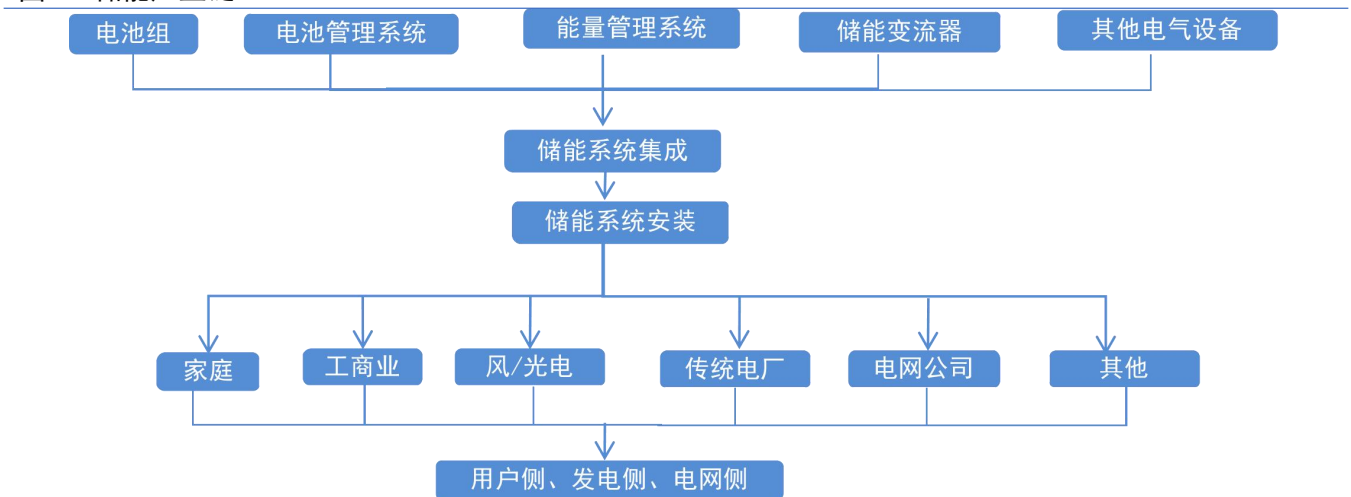 电池组
电池管理系统
能量管理系统
储能变流器
其他电气设备
储能系统集成
储能系统安装
家庭
工商业
风/光电
传统电厂
电网公司
其他
用户侧、发电侧、电网侧